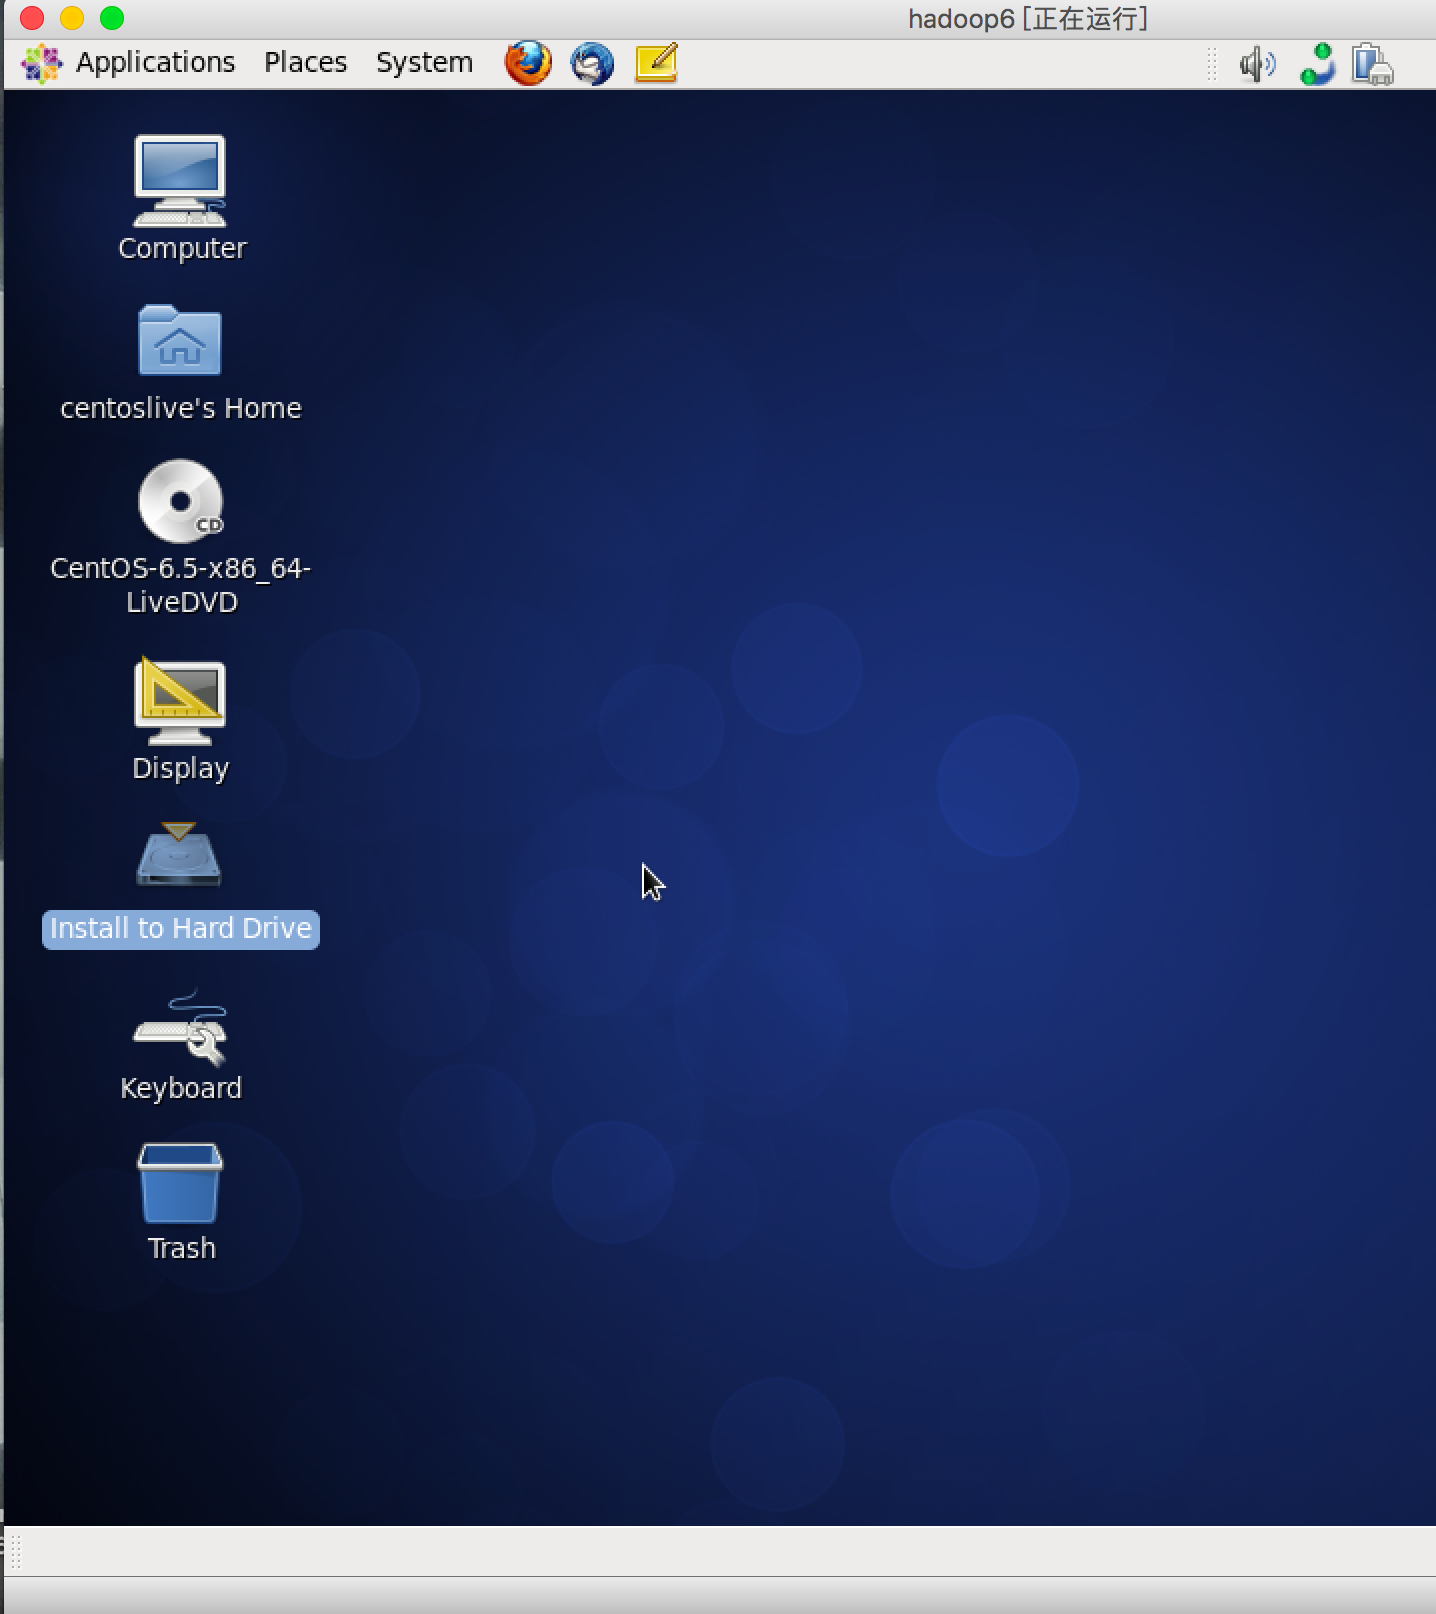 hadoop6 [正在运行]
Applications Places System
Computer
centoslive's Home
CD
CentOS-6.5-x86_64-
LiveDVD
Display
Install to Hard Drive
Keyboard
Trash